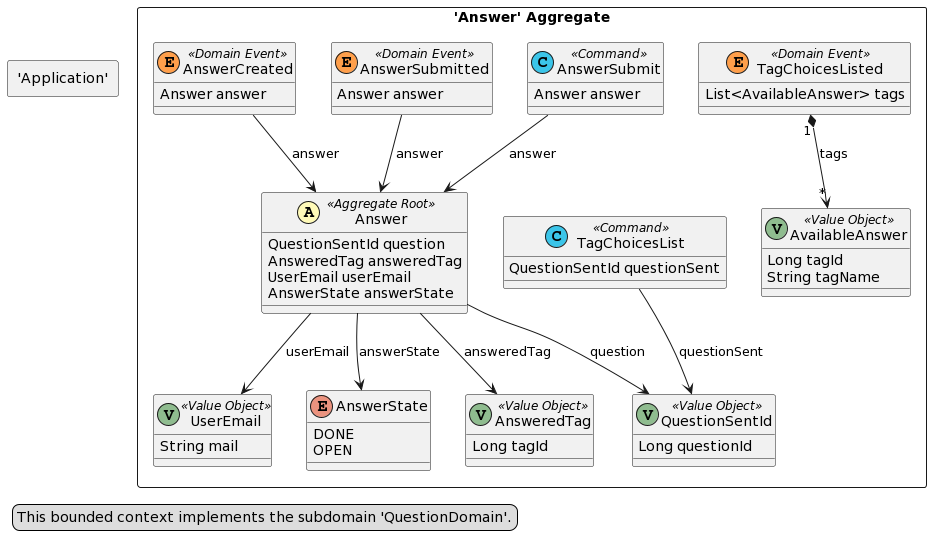 'Answer' Aggregate
'Application'
E «Domain Event»
AnswerCreated
Answer answer
E «Domain Event»
AnswerSubmitted
Answer answer
C «Command»
AnswerSubmit
Answer answer
E «Domain Event»
TagChoicesListed
List<AvailableAnswer> tags
answer
answer
answer
1
tags
*
A «Aggregate Root»
Answer
QuestionSentId question
AnsweredTag answeredTag
UserEmail userEmail
AnswerState answerState
C «Command»
TagChoicesList
QuestionSentId questionSent
V «Value Object»
AvailableAnswer
Long tagId
String tagName
userEmail
answerState
answeredTag
question
questionSent
V «Value Object»
UserEmail
String mail
E AnswerState
DONE
OPEN
V «Value Object»
AnsweredTag
Long tagId
V «Value Object»
QuestionSentId
Long questionId
This bounded context implements the subdomain 'QuestionDomain'.